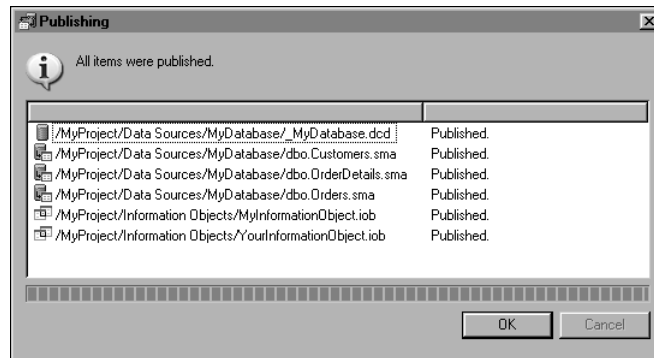 Publishing
All items were published.
/MyProject/Data Sources/MyDatabase/_MyDatabase.dcd Published.
/MyProject/Data Sources/MyDatabase/dbo.Customers.sma Published.
/MyProject/Data Sources/MyDatabase/dbo.OrderDetails.sma Published.
/MyProject/Data Sources/MyDatabase/dbo.Orders.sma Published.
/MyProject/Information Objects/MyInformationObject.iob Published.
/MyProject/Information Objects/YourInformationObject.iob Published.
OK Cancel